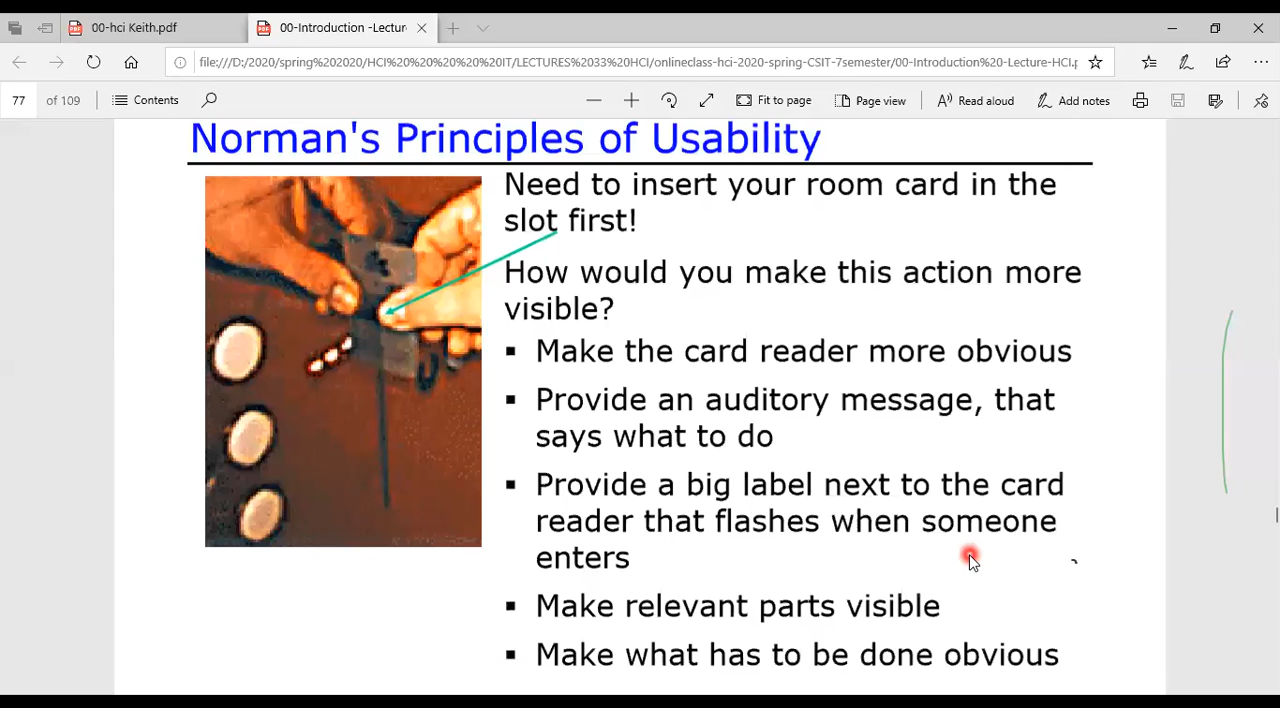 00-hci Keith.pdf
00-Introduction -Lectur
file:///D:/2020/spring%202020/HCI%20%20%20%20%20IT/LECTURES%2033%20HCI/onlineclass-hci-2020-spring-CSIT-7semester/00-Introduction%20-Lecture-HCI.p
77 of 109 Contents Fit to page Page view Read aloud Add notes
Norman's Principles of Usability
Need to insert your room card in the
slot first!
How would you make this action more
visible?
▪ Make the card reader more obvious
▪ Provide an auditory message, that
says what to do
▪ Provide a big label next to the card
reader that flashes when someone
enters
▪ Make relevant parts visible
▪ Make what has to be done obvious